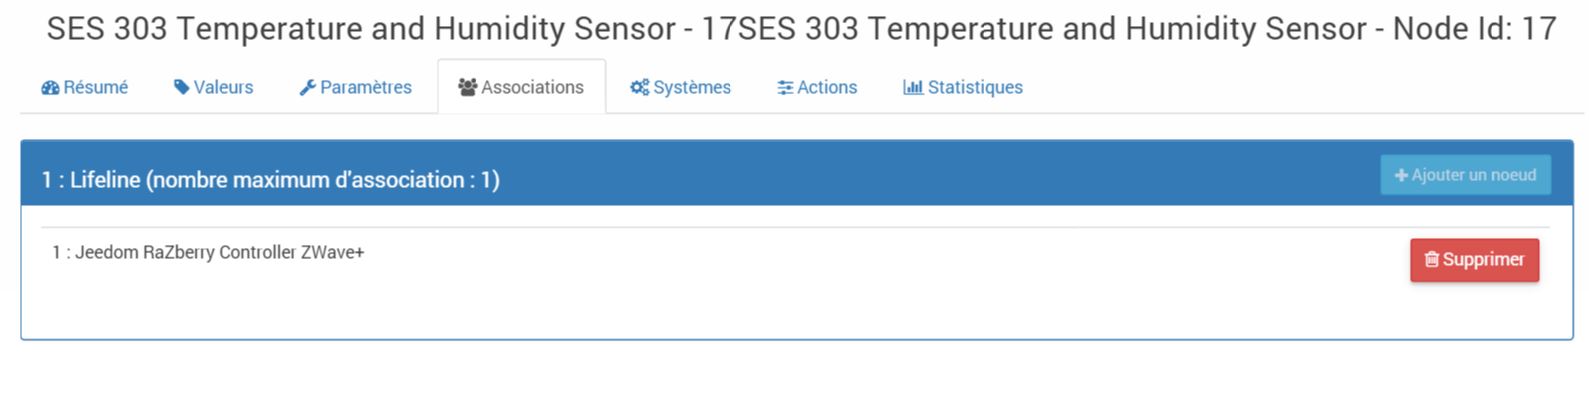 SES 303 Temperature and Humidity Sensor - 17SES 303 Temperature and Humidity Sensor - Node Id: 17
Résumé Valeurs Paramètres Associations Systèmes Actions Statistiques
1 : Lifeline (nombre maximum d'association : 1) Ajouter un noeud
1 : Jeedom RaZberry Controller ZWave+ Supprimer